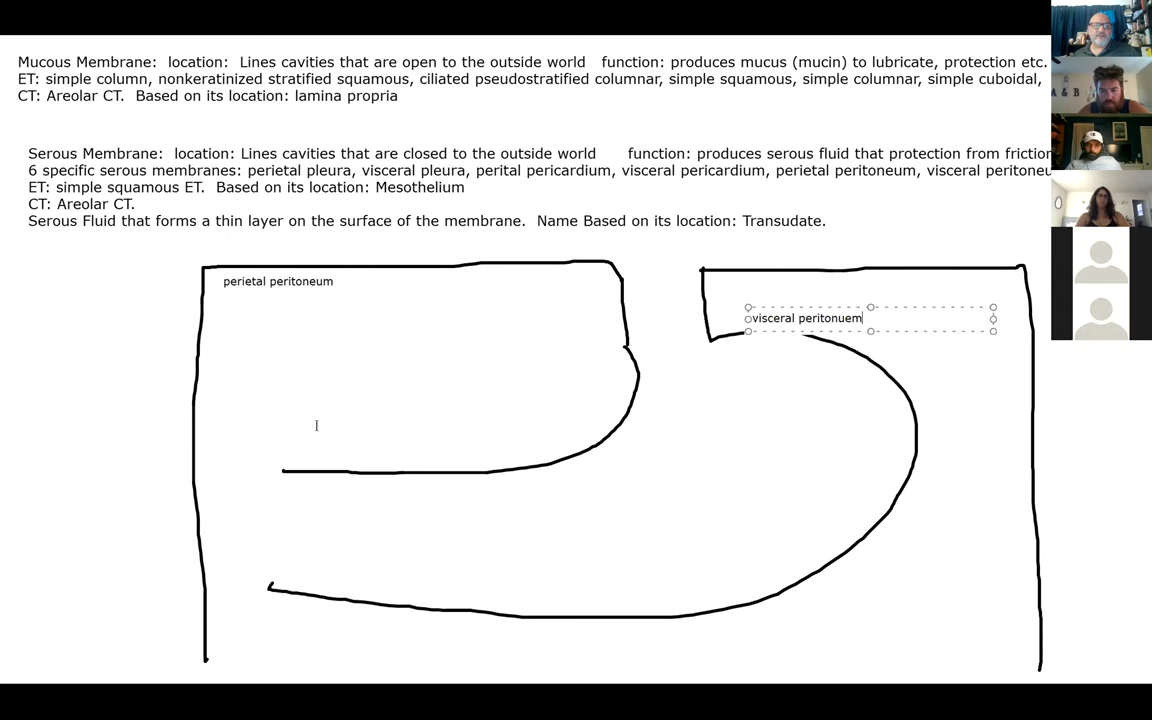 Mucous Membrane: location: Lines cavities that are open to the outside world function: produces mucus (mucin) to lubricate, protection etc.
ET: simple column, nonkeratinized stratified squamous, ciliated pseudostratified columnar, simple squamous, simple columnar, simple cuboidal,
CT: Areolar CT. Based on its location: lamina propria
Serous Membrane: location: Lines cavities that are closed to the outside world function: produces serous fluid that protection from friction
6 specific serous membranes: perietal pleura, visceral pleura, perital pericardium, visceral pericardium, perietal peritoneum, visceral peritoneu
ET: simple squamous ET. Based on its location: Mesothelium
CT: Areolar CT.
Serous Fluid that forms a thin layer on the surface of the membrane. Name Based on its location: Transudate.
perietal peritoneum
visceral peritonuem
A & B